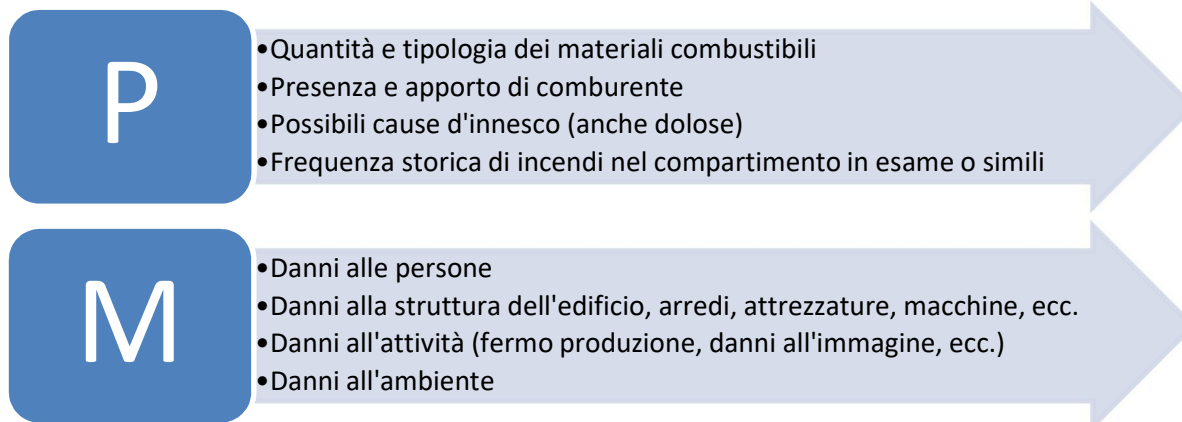 P
•Quantità e tipologia dei materiali combustibili
•Presenza e apporto di comburente
•Possibili cause d'innesco (anche dolose)
•Frequenza storica di incendi nel compartimento in esame o simili
M
•Danni alle persone
•Danni alla struttura dell'edificio, arredi, attrezzature, macchine, ecc.
•Danni all'attività (fermo produzione, danni all'immagine, ecc.)
•Danni all'ambiente